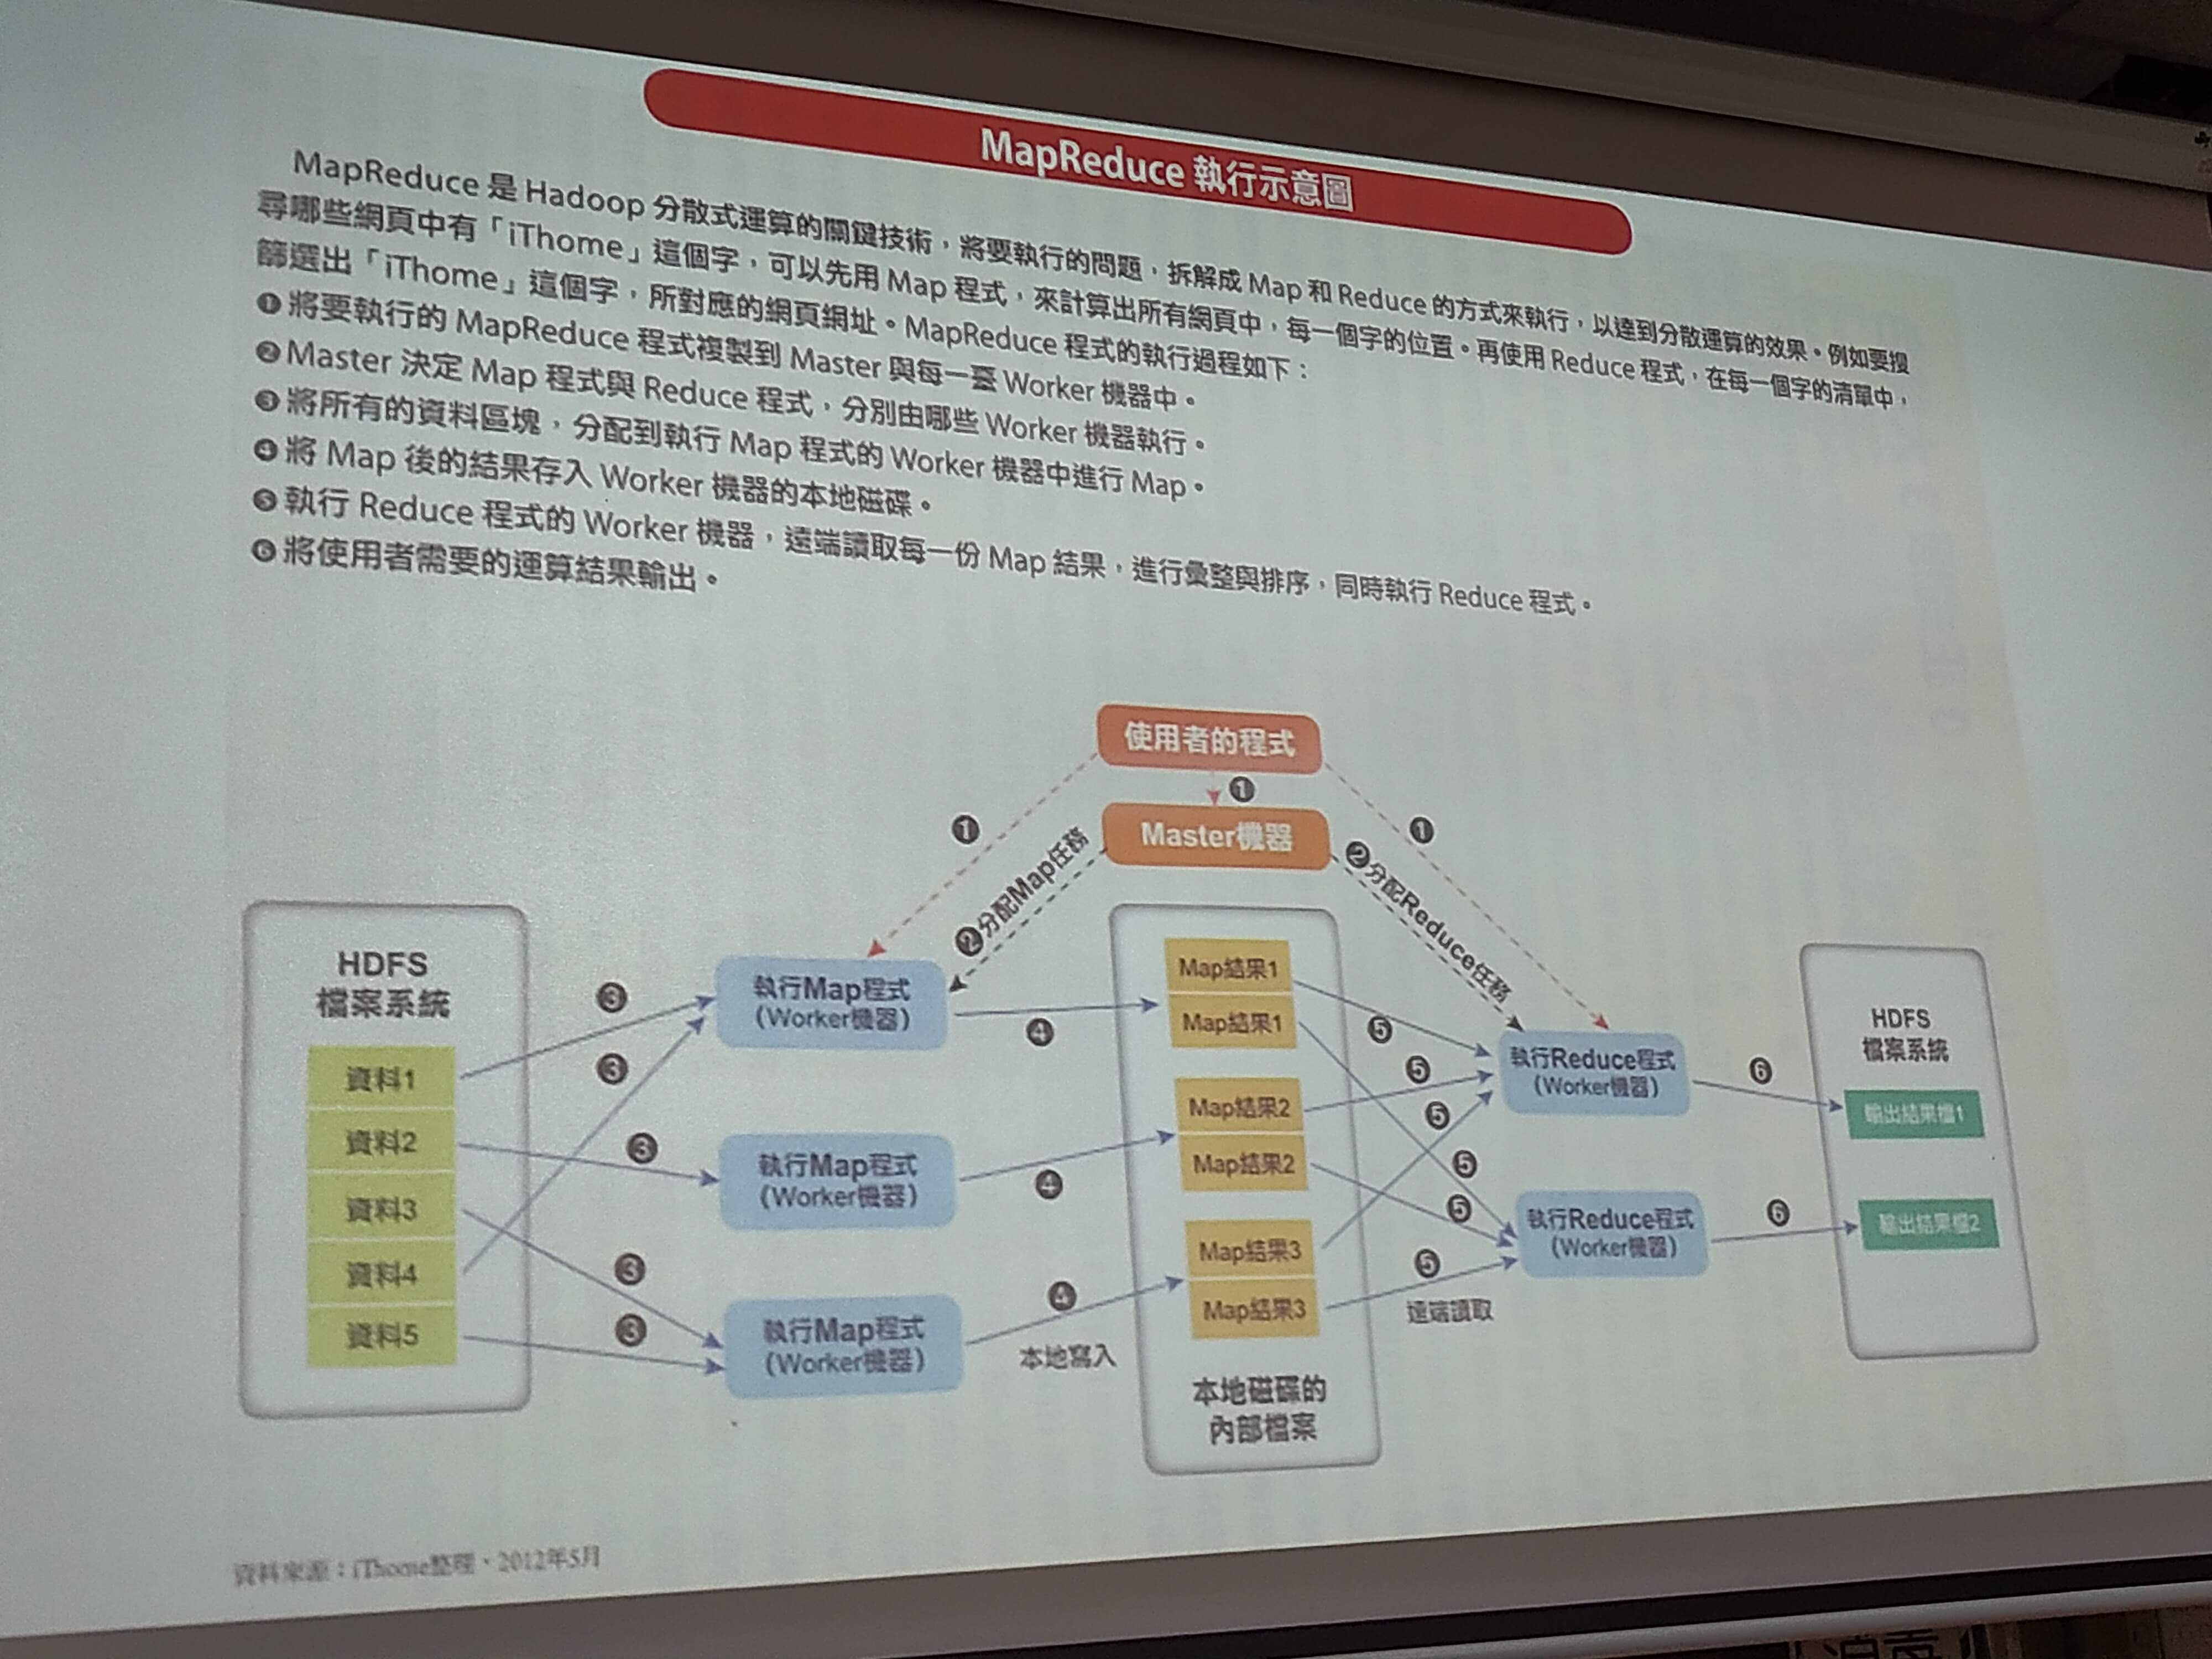 MapReduce 執行示意圖
MapReduce 是 Hadoop 分散式運算的關鍵技術，將要執行的問題，拆解成 Map 和 Reduce 的方式來執行，以達到分散運算的效果。例如要搜
尋哪些網頁中有「iThome」這個字，可以先用 Map 程式，來計算出所有網頁中，每一個字的位置。再使用 Reduce 程式，在每一個字的清單中，
篩選出「iThome」這個字，所對應的網頁網址。MapReduce 程式的執行過程如下：
❶將要執行的 MapReduce 程式複製到 Master 與每一臺 Worker 機器中。
❷Master 決定 Map 程式與 Reduce 程式，分別由哪些 Worker 機器執行。
❸將所有的資料區塊，分配到執行 Map 程式的 Worker 機器中進行 Map。
❹將 Map 後的結果存入 Worker 機器的本地磁碟。
❺執行 Reduce 程式的 Worker 機器，遠端讀取每一份 Map 結果，進行彙整與排序，同時執行 Reduce 程式。
❻將使用者需要的運算結果輸出。
使用者的程式
❶
❶
❶
Master機器
❷分配Map任務
❷分配Reduce任務
HDFS
檔案系統
資料1
資料2
資料3
資料4
資料5
❸
❸
❸
❸
❸
執行Map程式
(Worker機器)
執行Map程式
(Worker機器)
執行Map程式
(Worker機器)
❹
❹
❹
本地寫入
Map結果1
Map結果1
Map結果2
Map結果2
Map結果3
Map結果3
本地磁碟的
內部檔案
❺
❺
❺
❺
❺
❺
遠端讀取
執行Reduce程式
(Worker機器)
執行Reduce程式
(Worker機器)
❻
❻
HDFS
檔案系統
輸出結果檔1
輸出結果檔2
資料來源：iThome整理，2012年5月